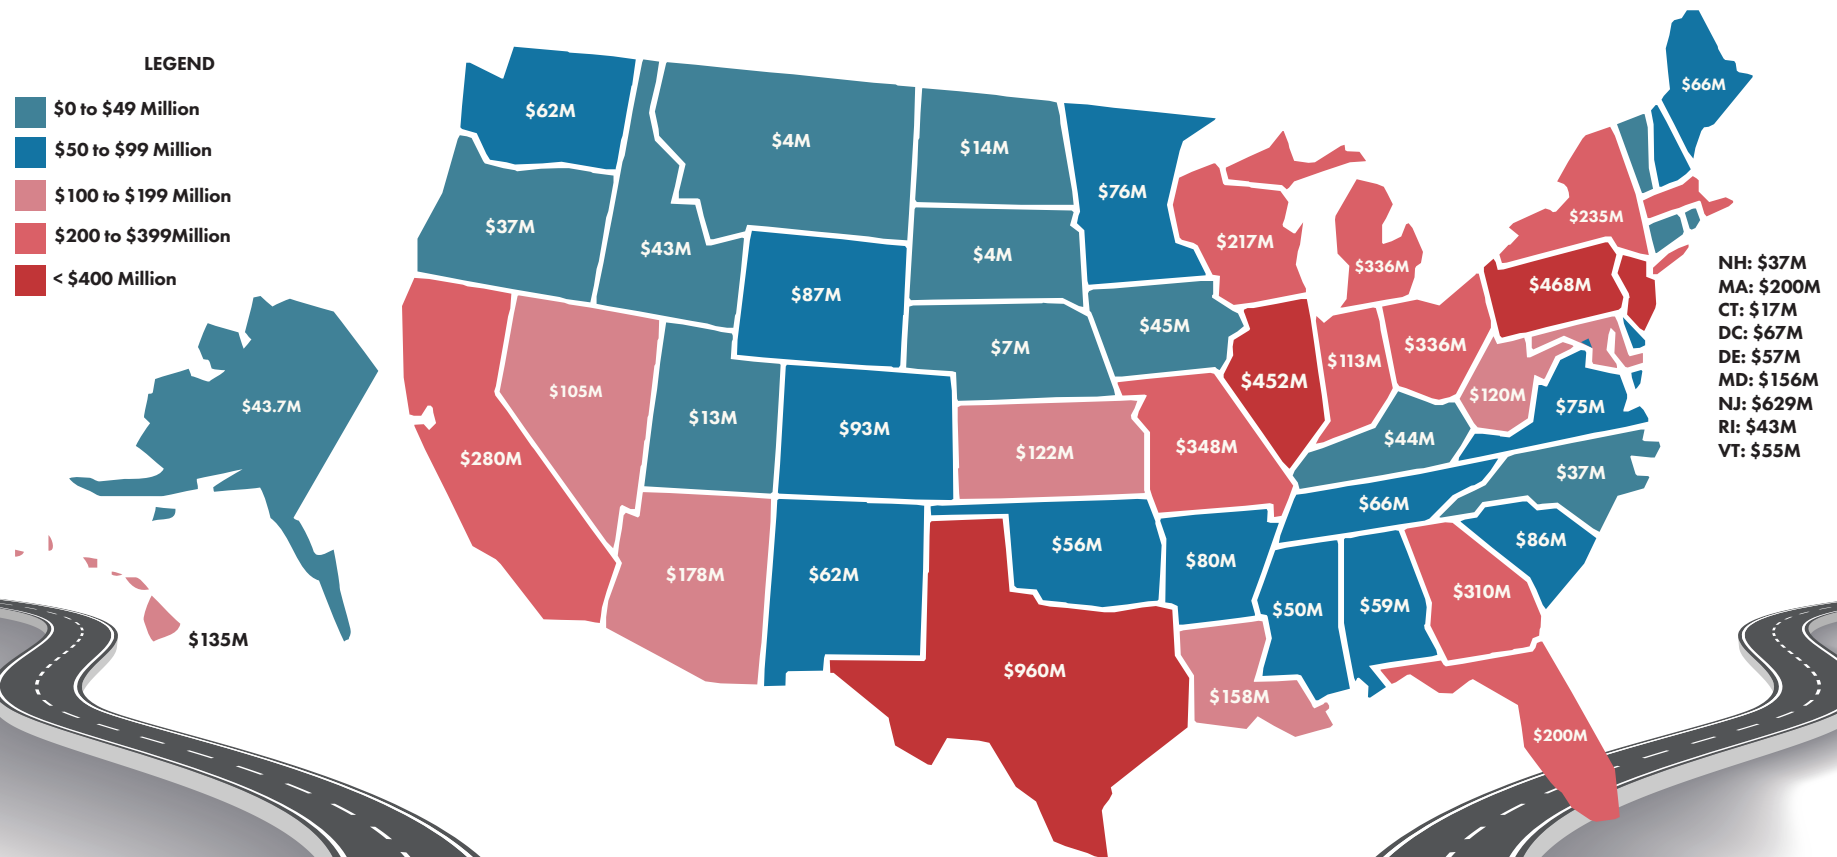 LEGEND
$0 to $49 Million
$50 to $99 Million
$100 to $199 Million
$200 to $399Million
< $400 Million
$62M
$4M
$14M
$76M
$66M
$37M
$43M
$4M
$217M
$336M
$235M
$87M
$45M
$468M
$7M
$43.7M
$105M
$13M
$93M
$452M
$113M
$336M
$120M
$75M
$280M
$122M
$348M
$44M
$37M
$66M
$178M
$62M
$56M
$80M
$50M
$59M
$310M
$86M
$135M
$960M
$158M
$200M
NH: $37M
MA: $200M
CT: $17M
DC: $67M
DE: $57M
MD: $156M
NJ: $629M
RI: $43M
VT: $55M